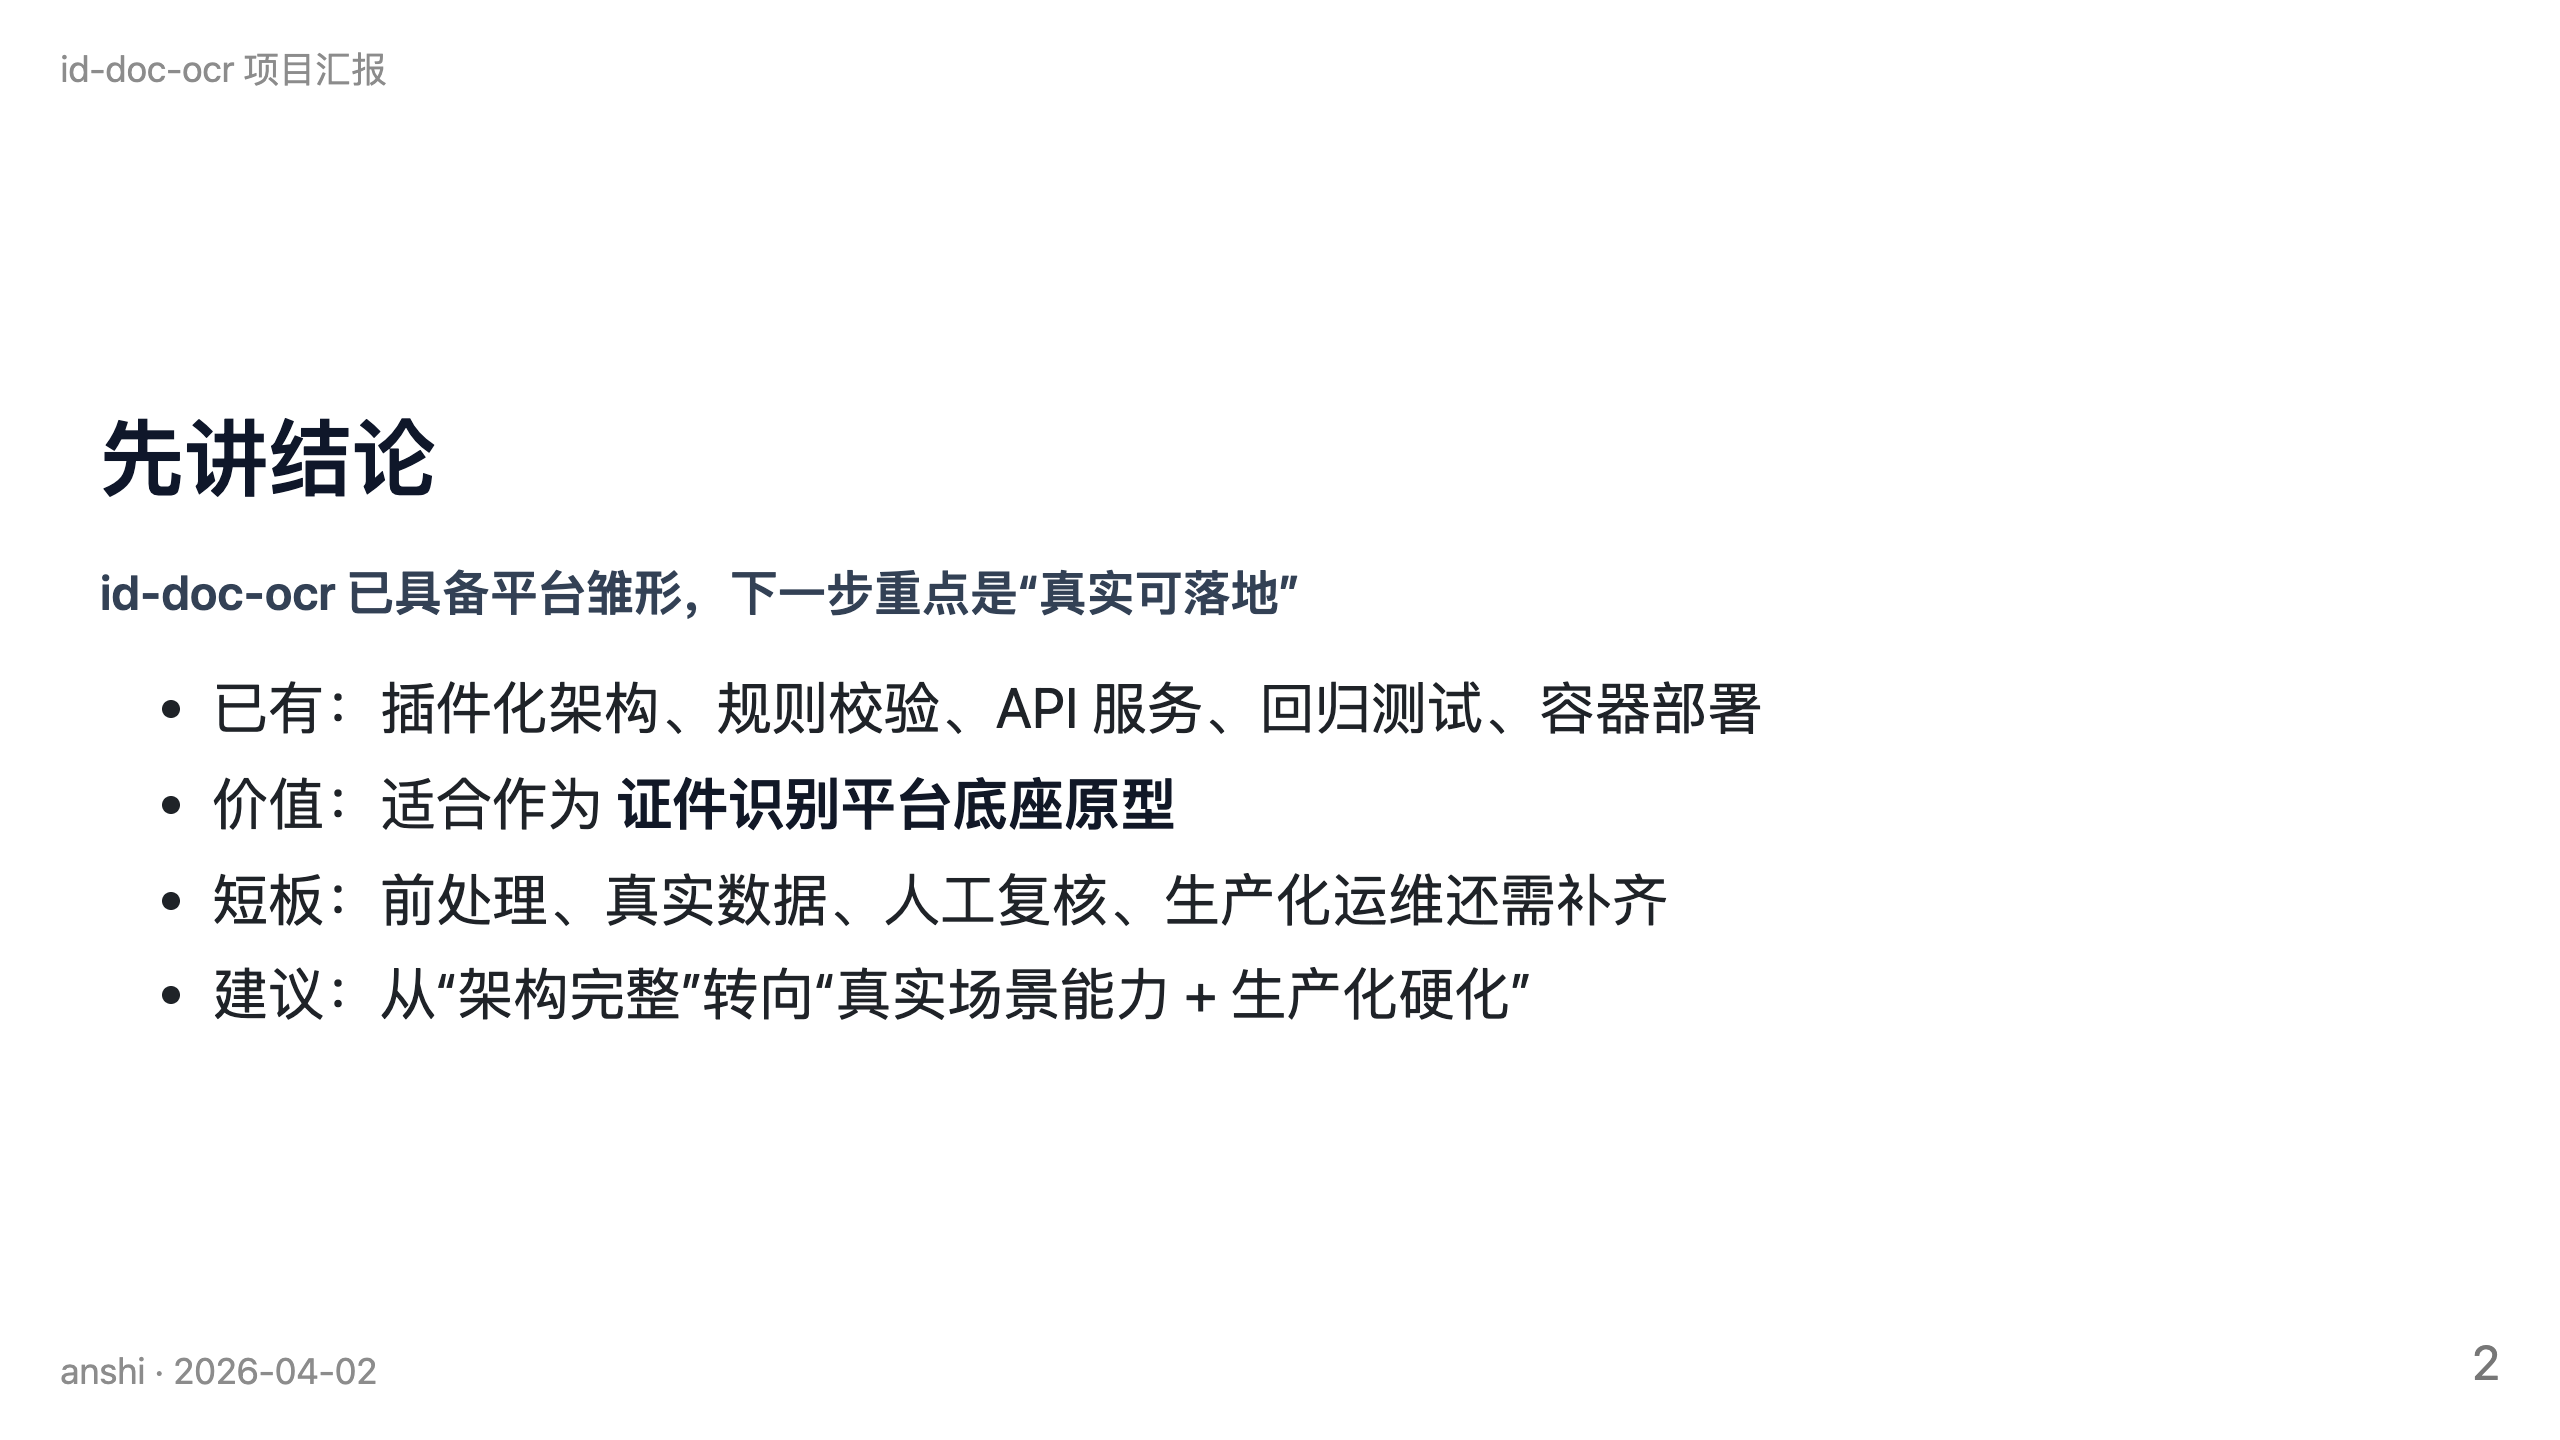 id-doc-ocr 项目汇报
先讲结论
id-doc-ocr 已具备平台雏形，下一步重点是“真实可落地”
• 已有：插件化架构、规则校验、API 服务、回归测试、容器部署
• 价值：适合作为 证件识别平台底座原型
• 短板：前处理、真实数据、人工复核、生产化运维还需补齐
• 建议：从“架构完整”转向“真实场景能力 + 生产化硬化”
anshi · 2026-04-02
2